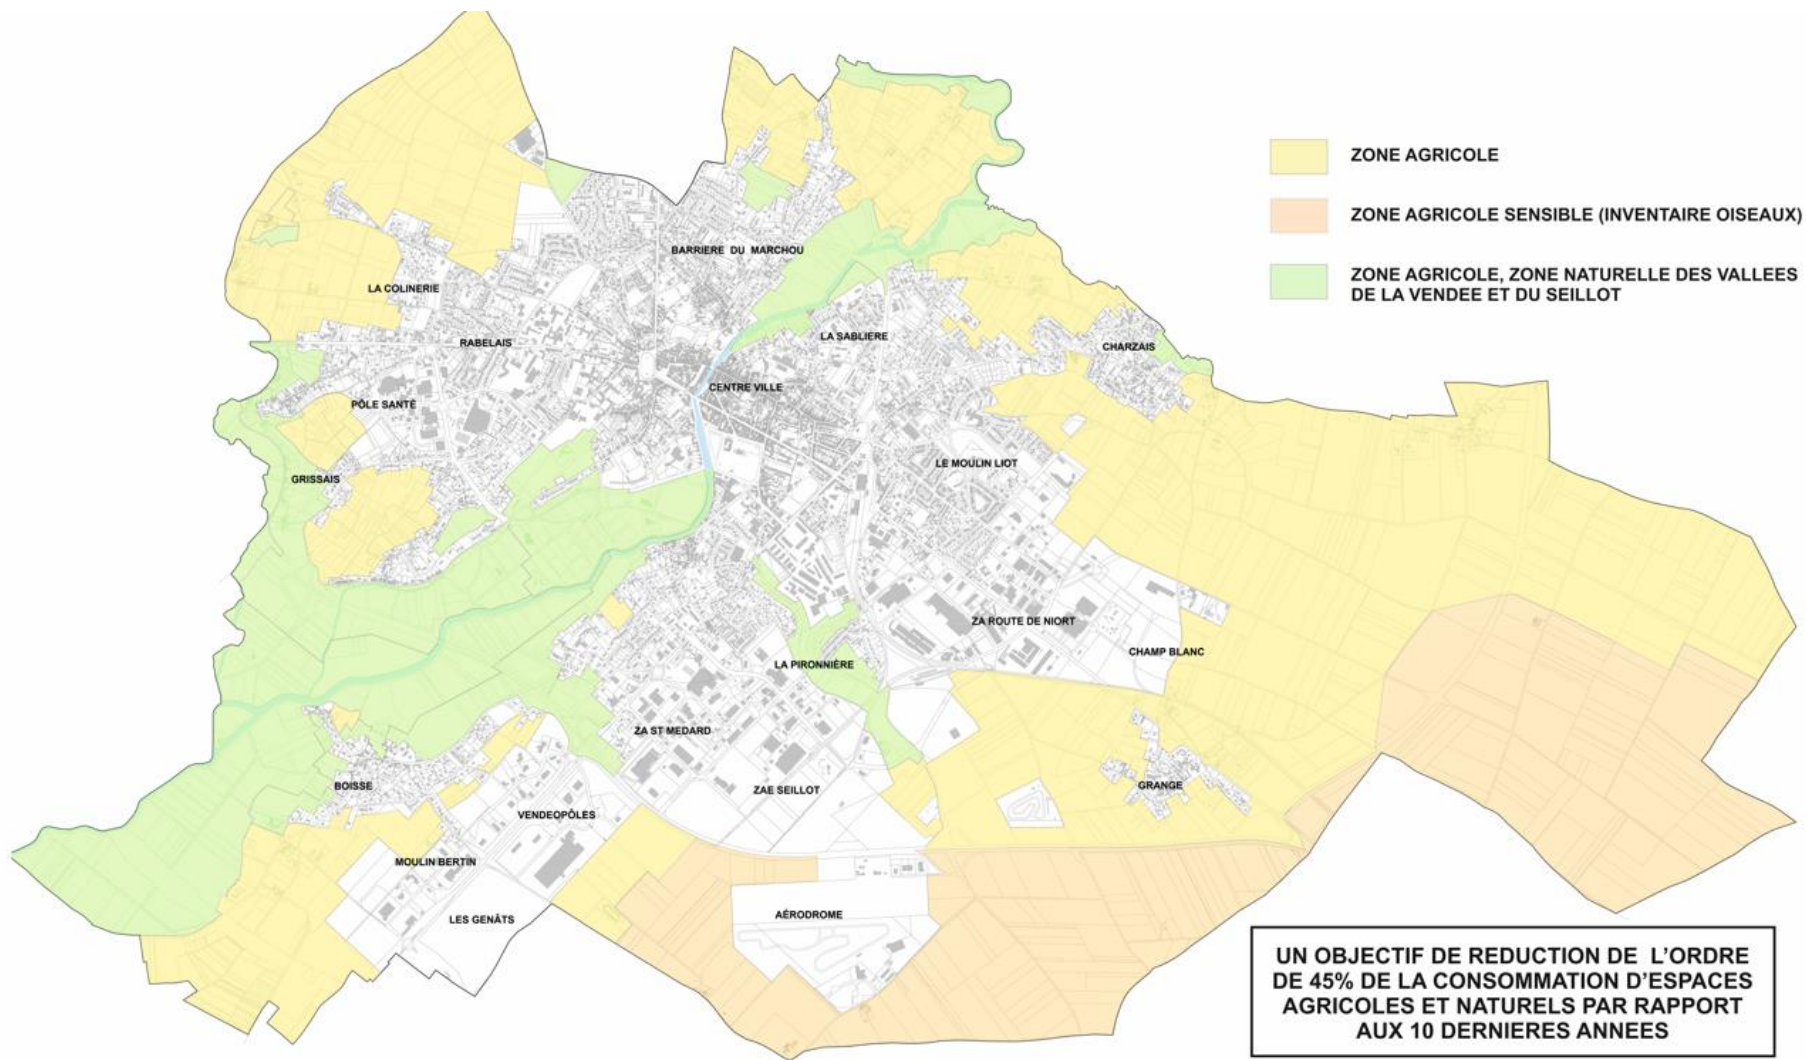 ZONE AGRICOLE
ZONE AGRICOLE SENSIBLE (INVENTAIRE OISEAUX)
ZONE AGRICOLE, ZONE NATURELLE DES VALLEES
DE LA VENDEE ET DU SEILLOT
BARRIERE DU MARCHOU
LA COLINERIE
RABELAIS
LA SABLIERE
CHARZAIS
CENTRE VILLE
PÔLE SANTÉ
LE MOULIN LIOT
GRISSAIS
ZA ROUTE DE NIORT
CHAMP BLANC
LA PIRONNIÈRE
ZA ST MEDARD
BOISSE
ZAE SEILLOT
GRANGE
VENDEOPÔLES
MOULIN BERTIN
LES GENÂTS
AÉRODROME
UN OBJECTIF DE REDUCTION DE L'ORDRE
DE 45% DE LA CONSOMMATION D'ESPACES
AGRICOLES ET NATURELS PAR RAPPORT
AUX 10 DERNIERES ANNEES